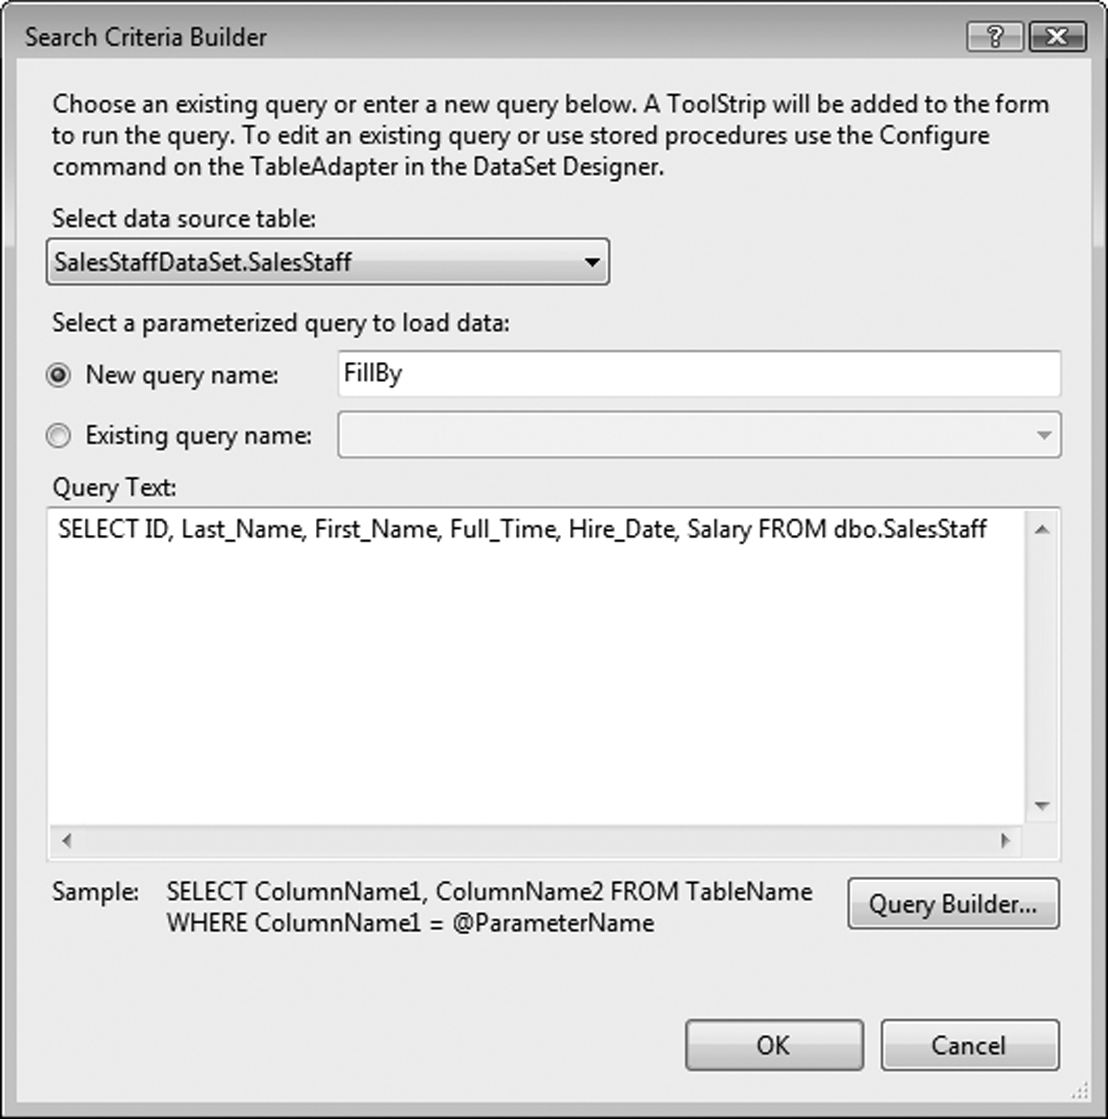 Search Criteria Builder
?
Choose an existing query or enter a new query below. A ToolStrip will be added to the form
to run the query. To edit an existing query or use stored procedures use the Configure
command on the TableAdapter in the DataSet Designer.
Select data source table:
SalesStaffDataSet.SalesStaff
Select a parameterized query to load data:
New query name: FillBy
Existing query name:
Query Text:
SELECT ID, Last_Name, First_Name, Full_Time, Hire_Date, Salary FROM dbo.SalesStaff
Sample: SELECT ColumnName1, ColumnName2 FROM TableName
WHERE ColumnName1 = @ParameterName
Query Builder...
OK Cancel